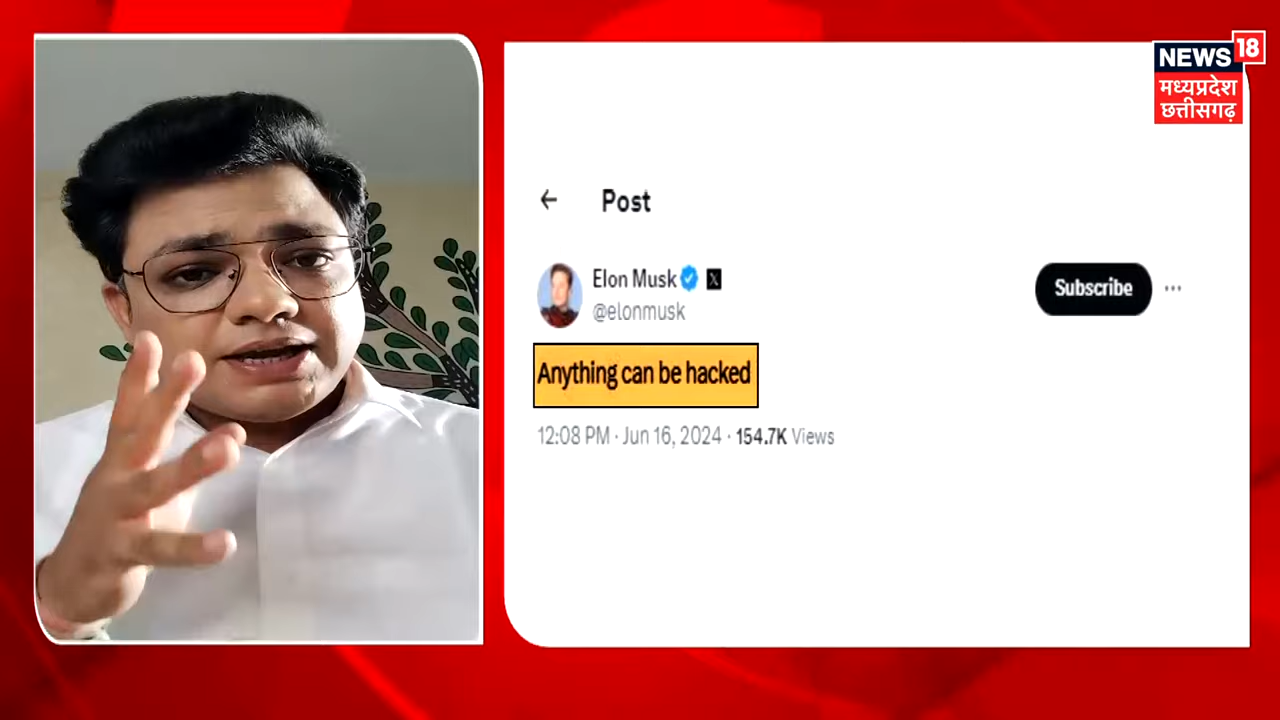 NEWS 18
मध्यप्रदेश
छत्तीसगढ़
Post
Elon Musk X
@elonmusk
Subscribe
Anything can be hacked
12:08 PM · Jun 16, 2024 · 154.7K Views